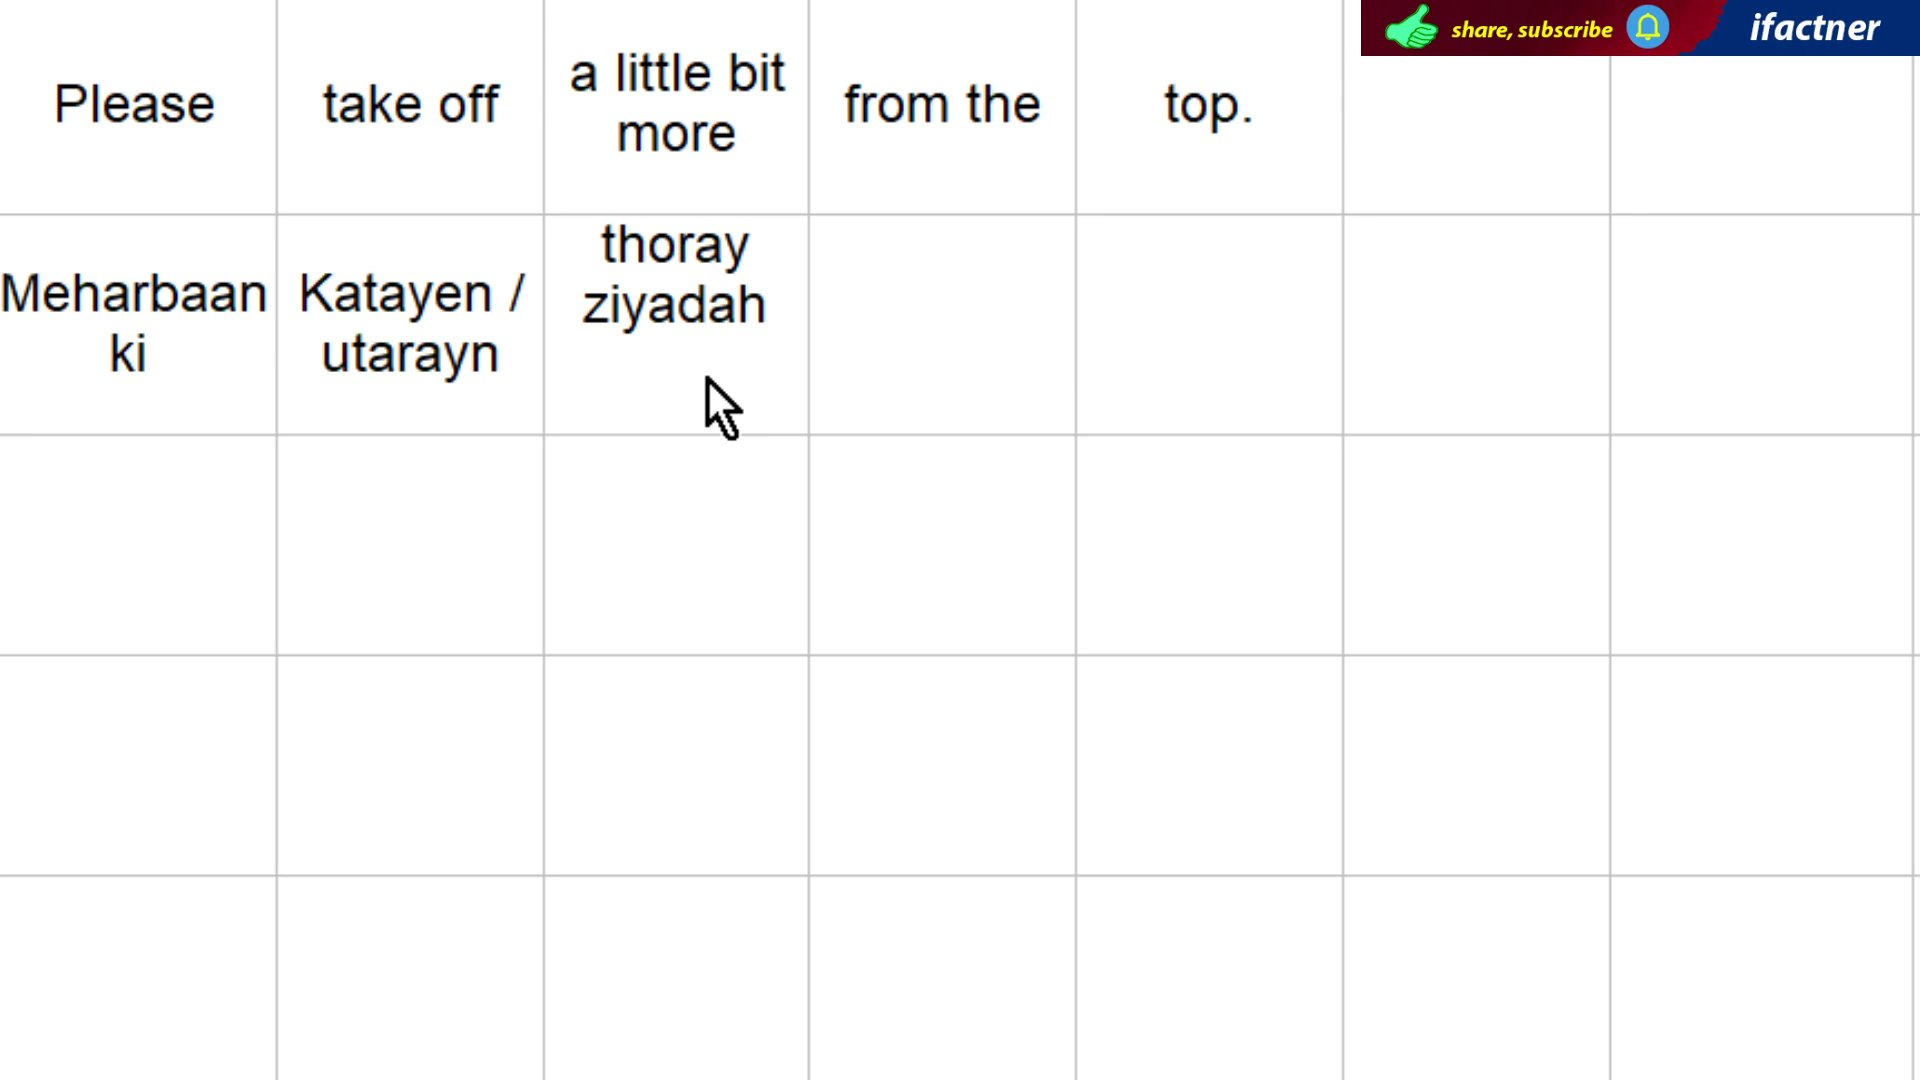 share, subscribe
ifactner
Please
take off
a little bit
more
from the
top.
Meharbaan
ki
Katayen /
utarayn
thoray
ziyadah